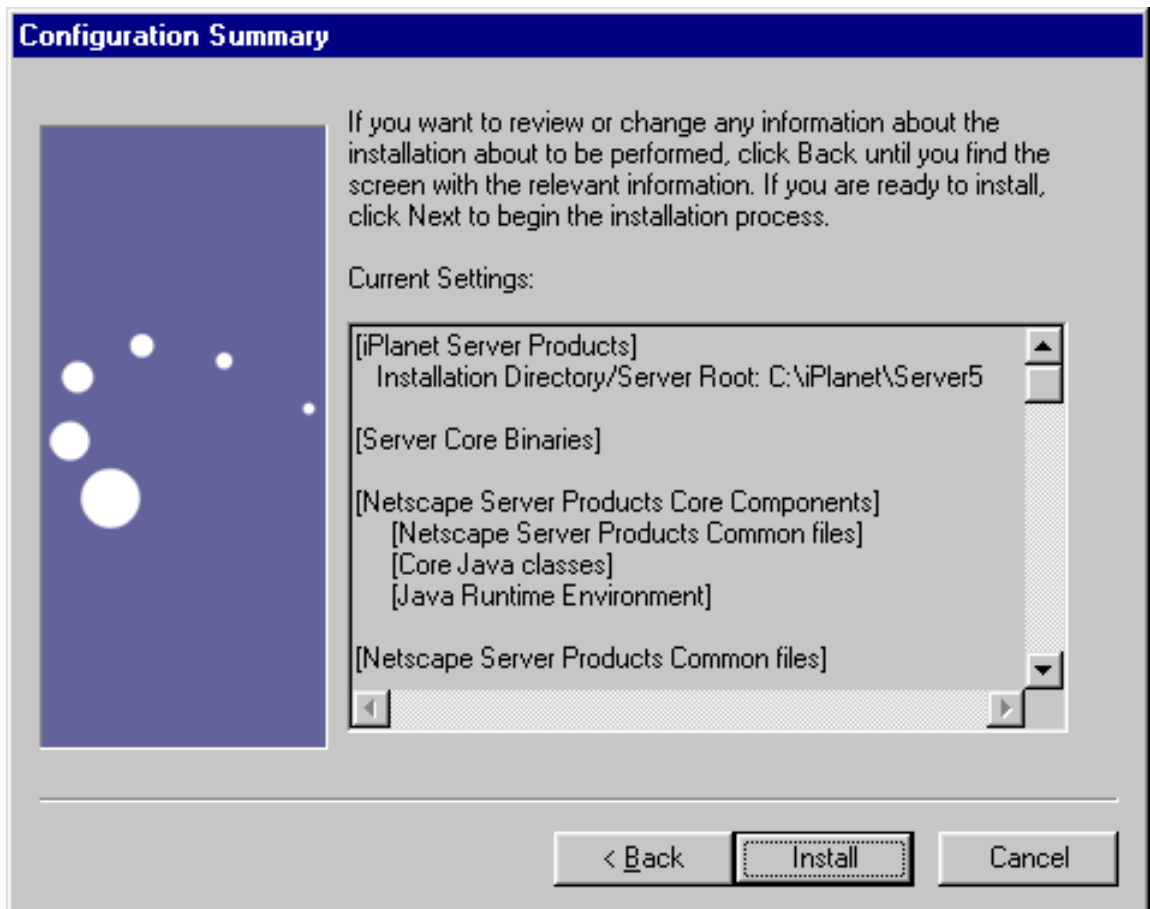 Configuration Summary
If you want to review or change any information about the
installation about to be performed, click Back until you find the
screen with the relevant information. If you are ready to install,
click Next to begin the installation process.
Current Settings:
[iPlanet Server Products]
Installation Directory/Server Root: C:\iPlanet\Server5
[Server Core Binaries]
[Netscape Server Products Core Components]
[Netscape Server Products Common files]
[Core Java classes]
[Java Runtime Environment]
[Netscape Server Products Common files]
< Back
Install
Cancel